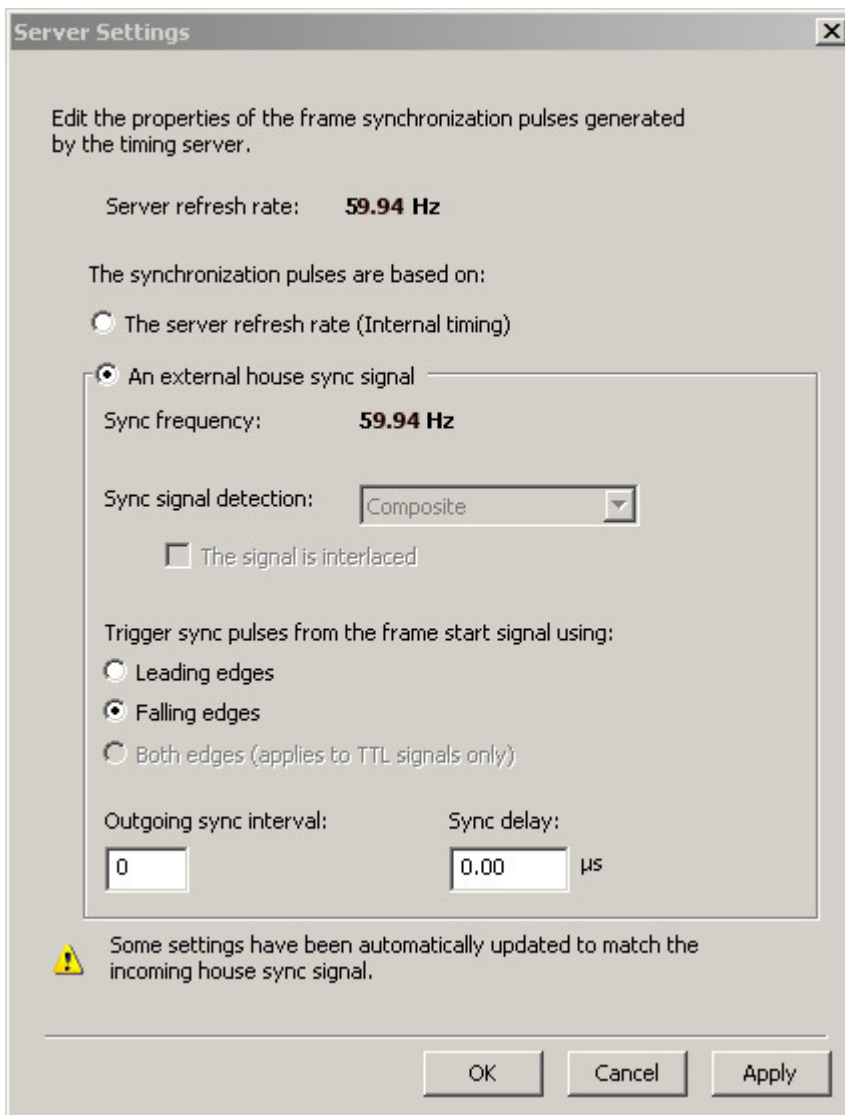 Server Settings
Edit the properties of the frame synchronization pulses generated
by the timing server.
Server refresh rate: 59.94 Hz
The synchronization pulses are based on:
The server refresh rate (Internal timing)
An external house sync signal
Sync frequency: 59.94 Hz
Sync signal detection: Composite
The signal is interlaced
Trigger sync pulses from the frame start signal using:
Leading edges
Falling edges
Both edges (applies to TTL signals only)
Outgoing sync interval: Sync delay:
0 0.00 µs
Some settings have been automatically updated to match the
incoming house sync signal.
OK Cancel Apply